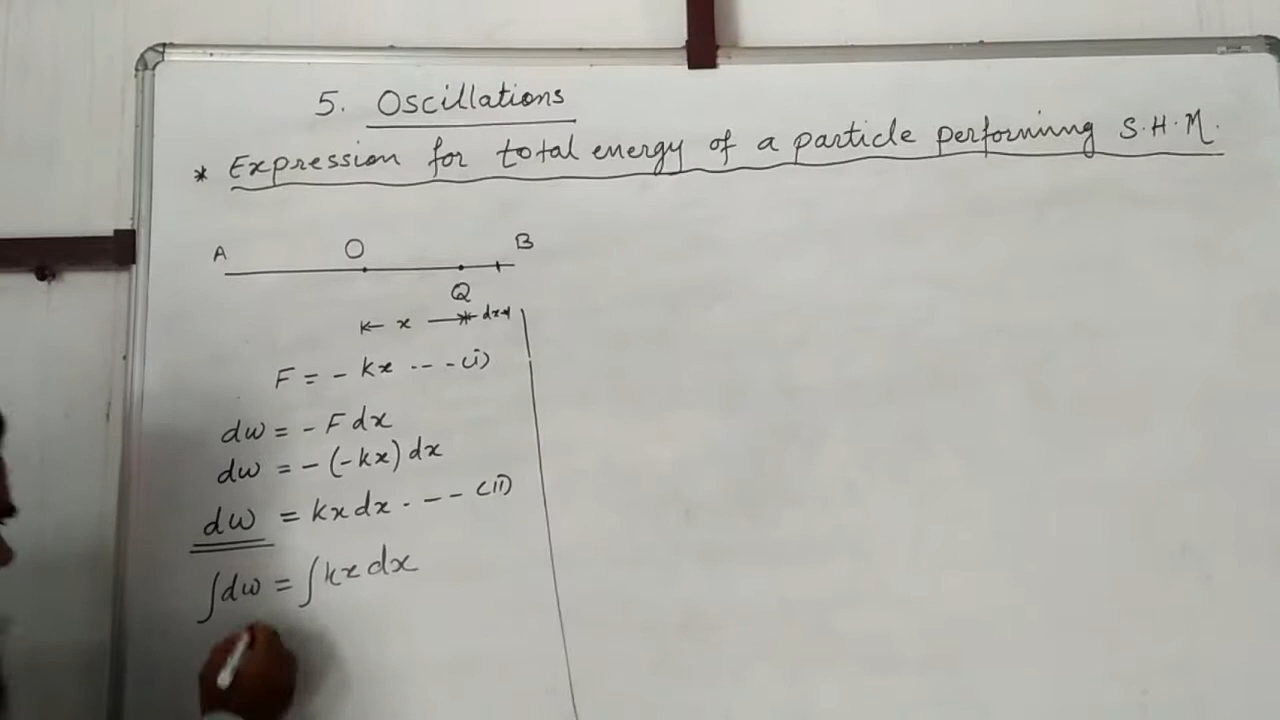 5. Oscillations
* Expression for total energy of a particle performing S.H.M.
A O B
Q
x dx
F = - kx --- (i)
dw = - F dx
dw = - (-kx) dx
dw = kx dx. -- (ii)
∫dw = ∫kx dx